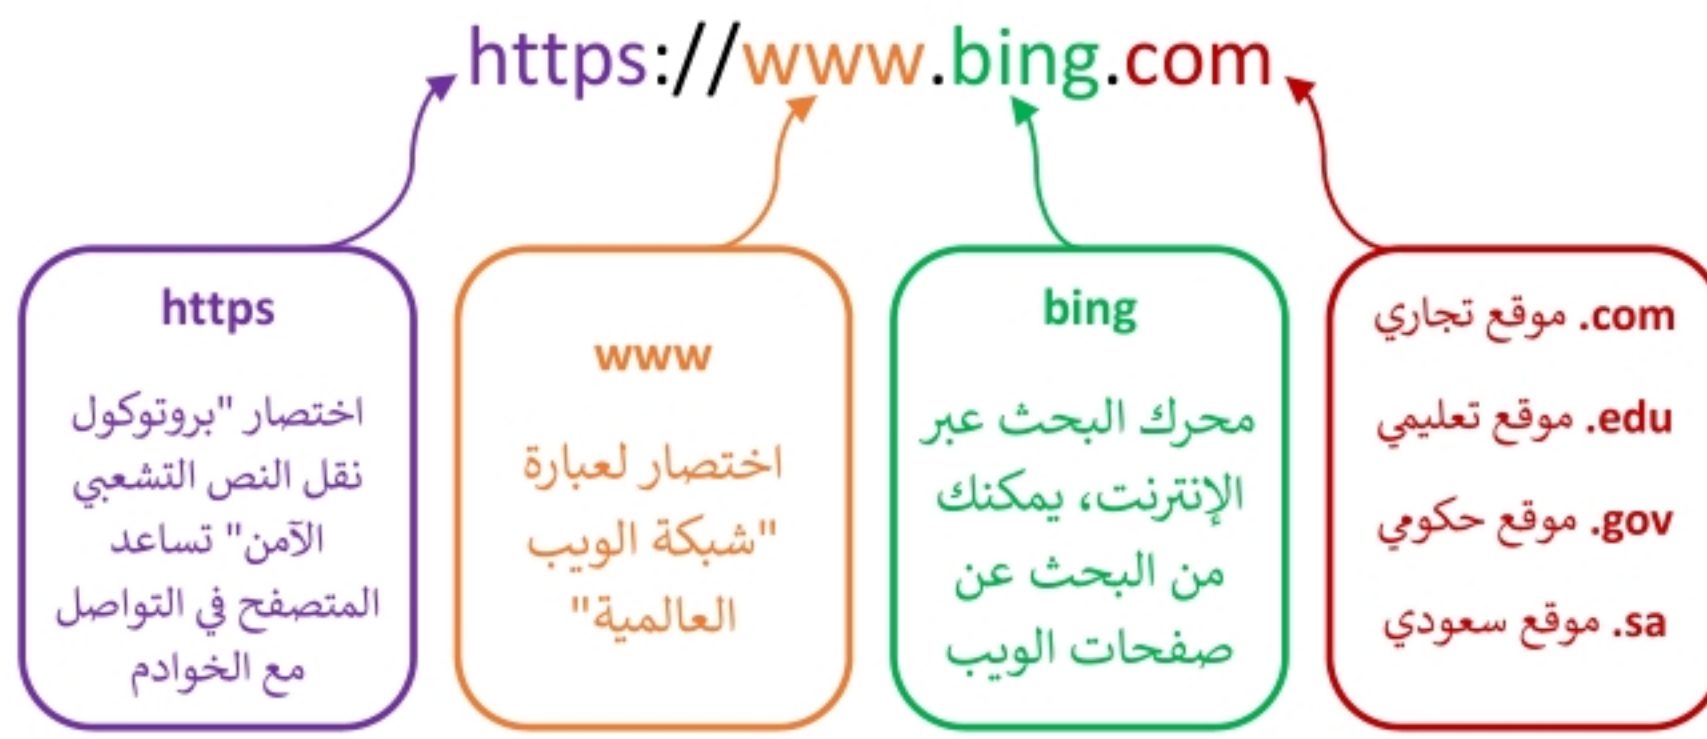 https://www.bing.com
https
اختصار "بروتوكول
نقل النص التشعبي
الآمن" تساعد
المتصفح في التواصل
مع الخوادم
www
اختصار لعبارة
"شبكة الويب
العالمية"
bing
محرك البحث عبر
الإنترنت، يمكنك
من البحث عن
صفحات الويب
.com موقع تجاري
.edu موقع تعليمي
.gov موقع حكومي
.sa موقع سعودي